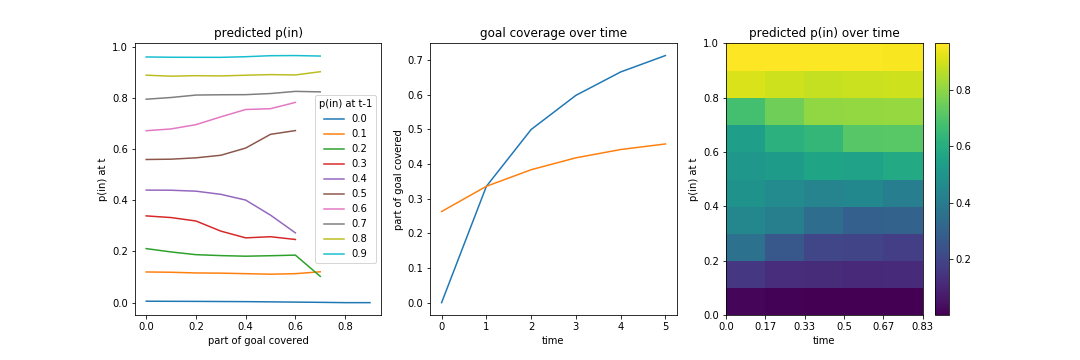 predicted p(in)
p(in) at t
1.0
0.8
0.6
0.4
0.2
0.0
0.0 0.2 0.4 0.6 0.8
part of goal covered
p(in) at t-1
0.0
0.1
0.2
0.3
0.4
0.5
0.6
0.7
0.8
0.9
goal coverage over time
part of goal covered
0.7
0.6
0.5
0.4
0.3
0.2
0.1
0.0
0 1 2 3 4 5
time
predicted p(in) over time
p(in) at t
1.0
0.8
0.6
0.4
0.2
0.0
0.0 0.17 0.33 0.5 0.67 0.83
time
0.8
0.6
0.4
0.2